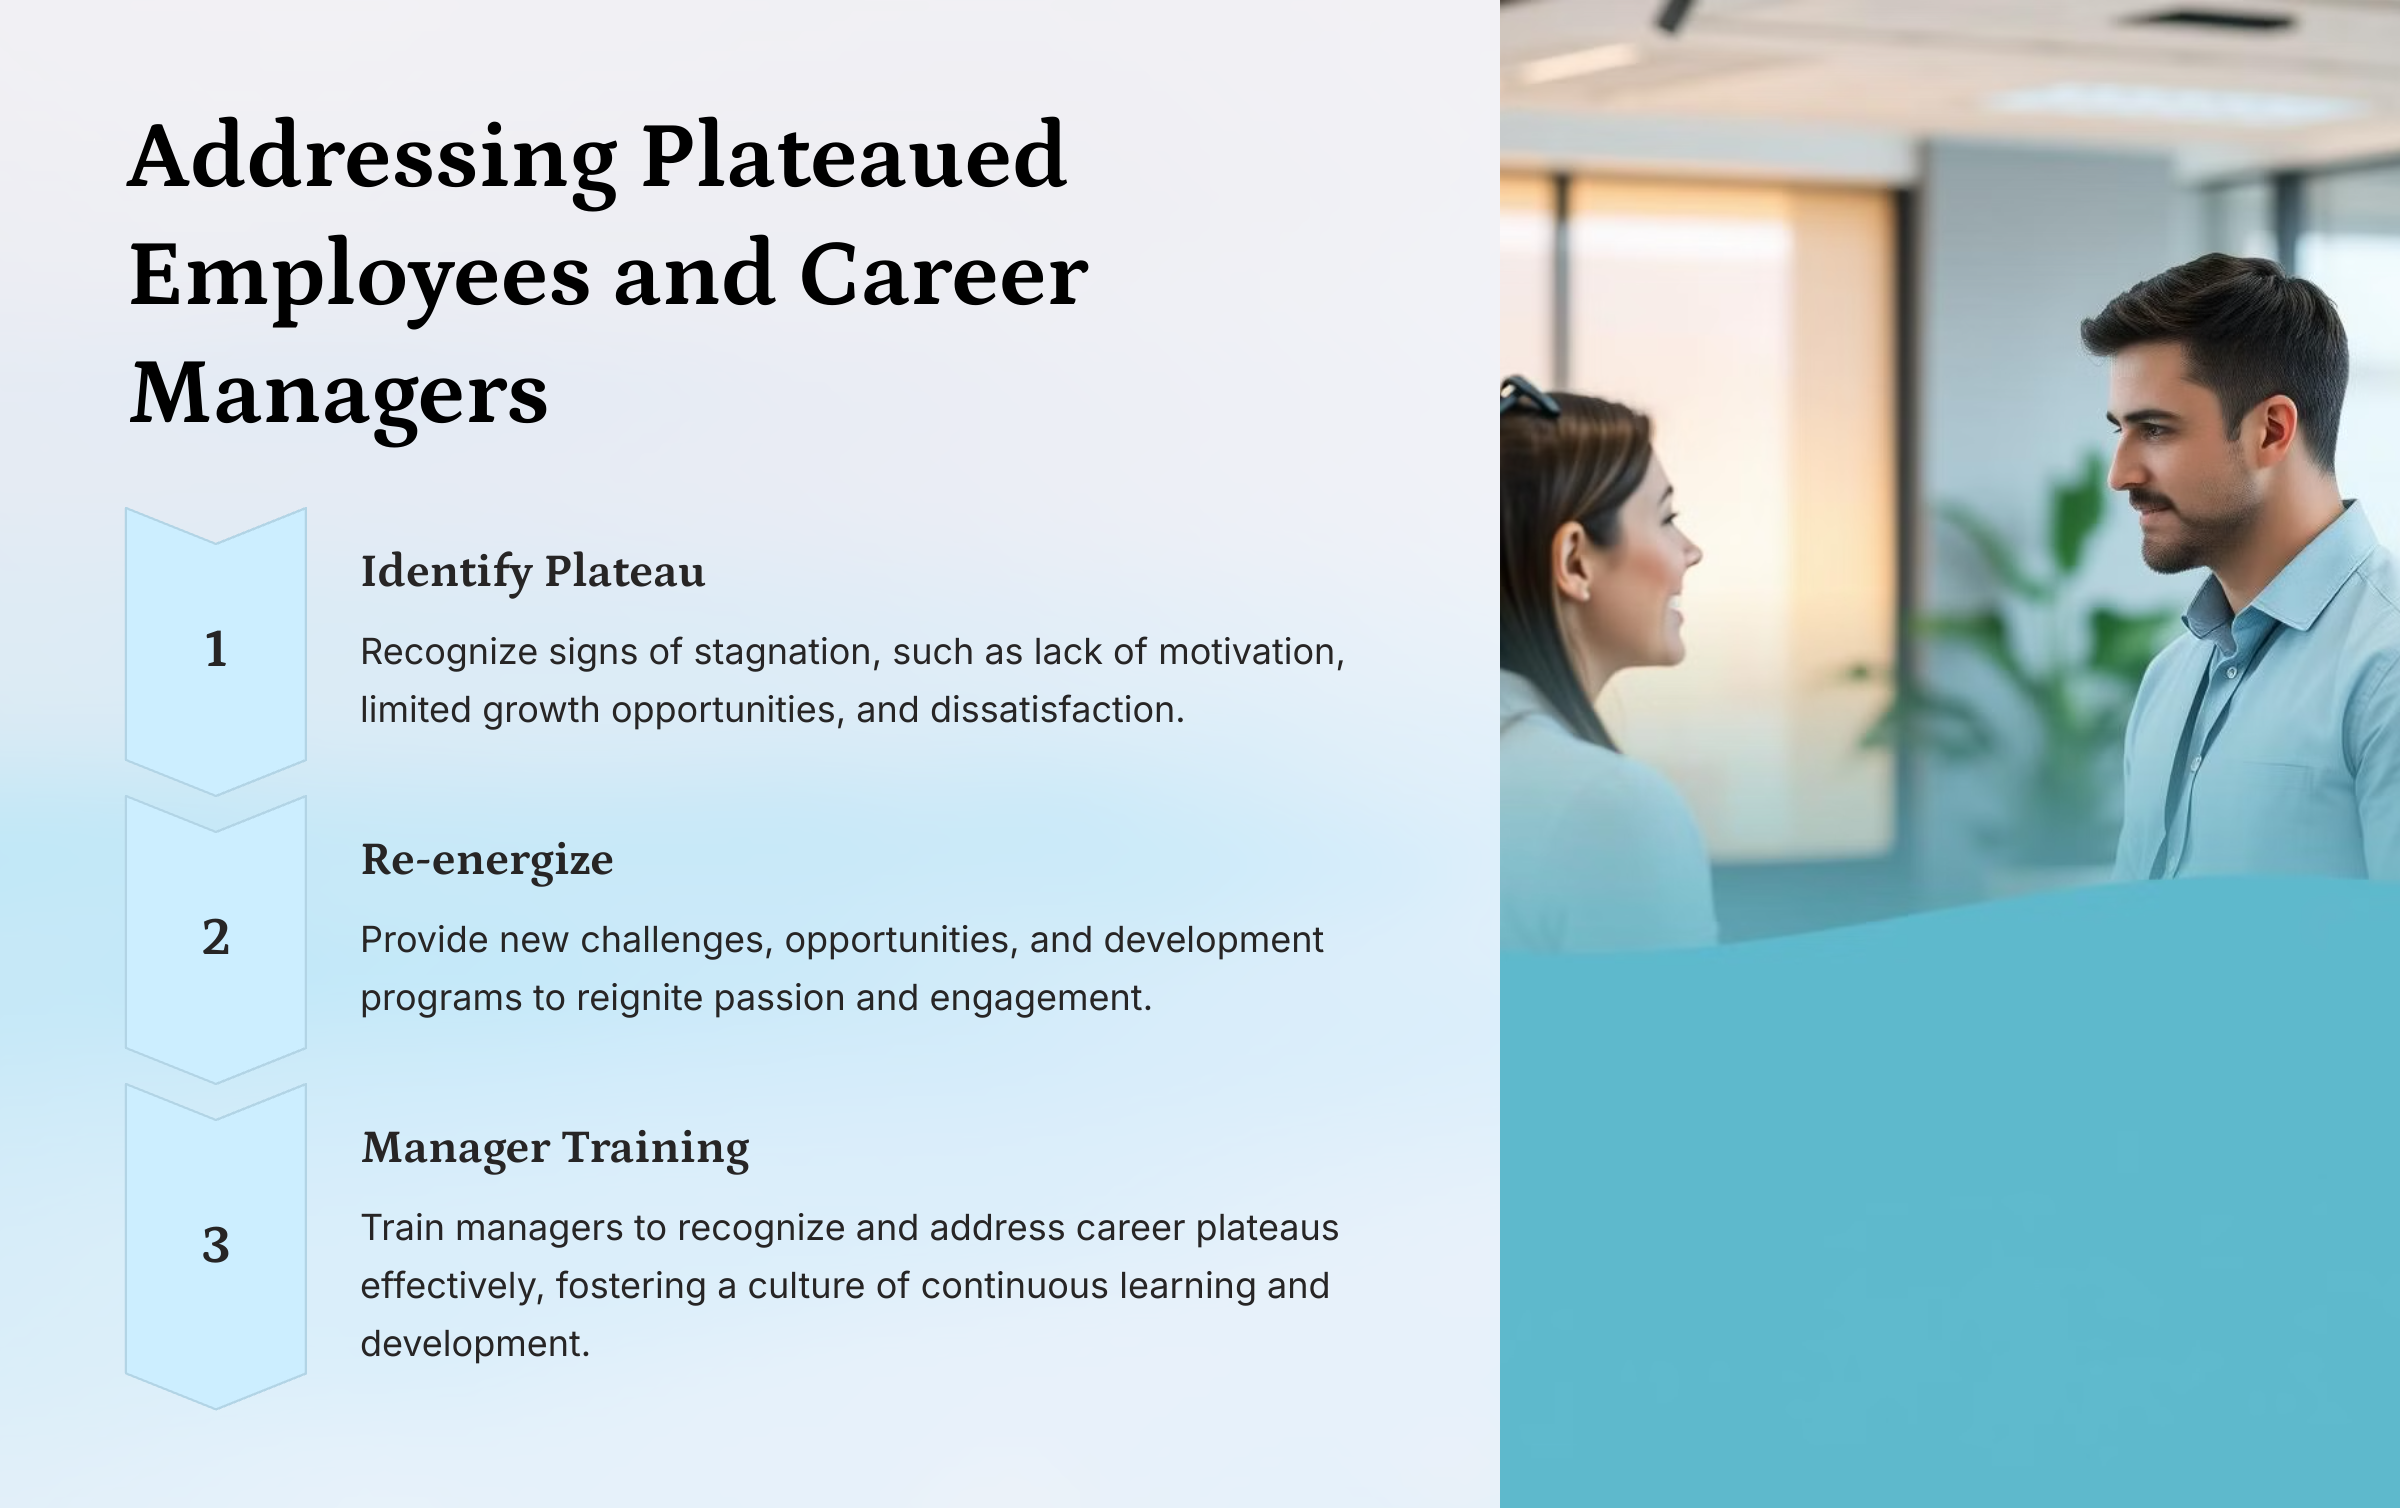 Addressing Plateaued
Employees and Career
Managers
1
Identify Plateau
Recognize signs of stagnation, such as lack of motivation,
limited growth opportunities, and dissatisfaction.
2
Re-energize
Provide new challenges, opportunities, and development
programs to reignite passion and engagement.
3
Manager Training
Train managers to recognize and address career plateaus
effectively, fostering a culture of continuous learning and
development.